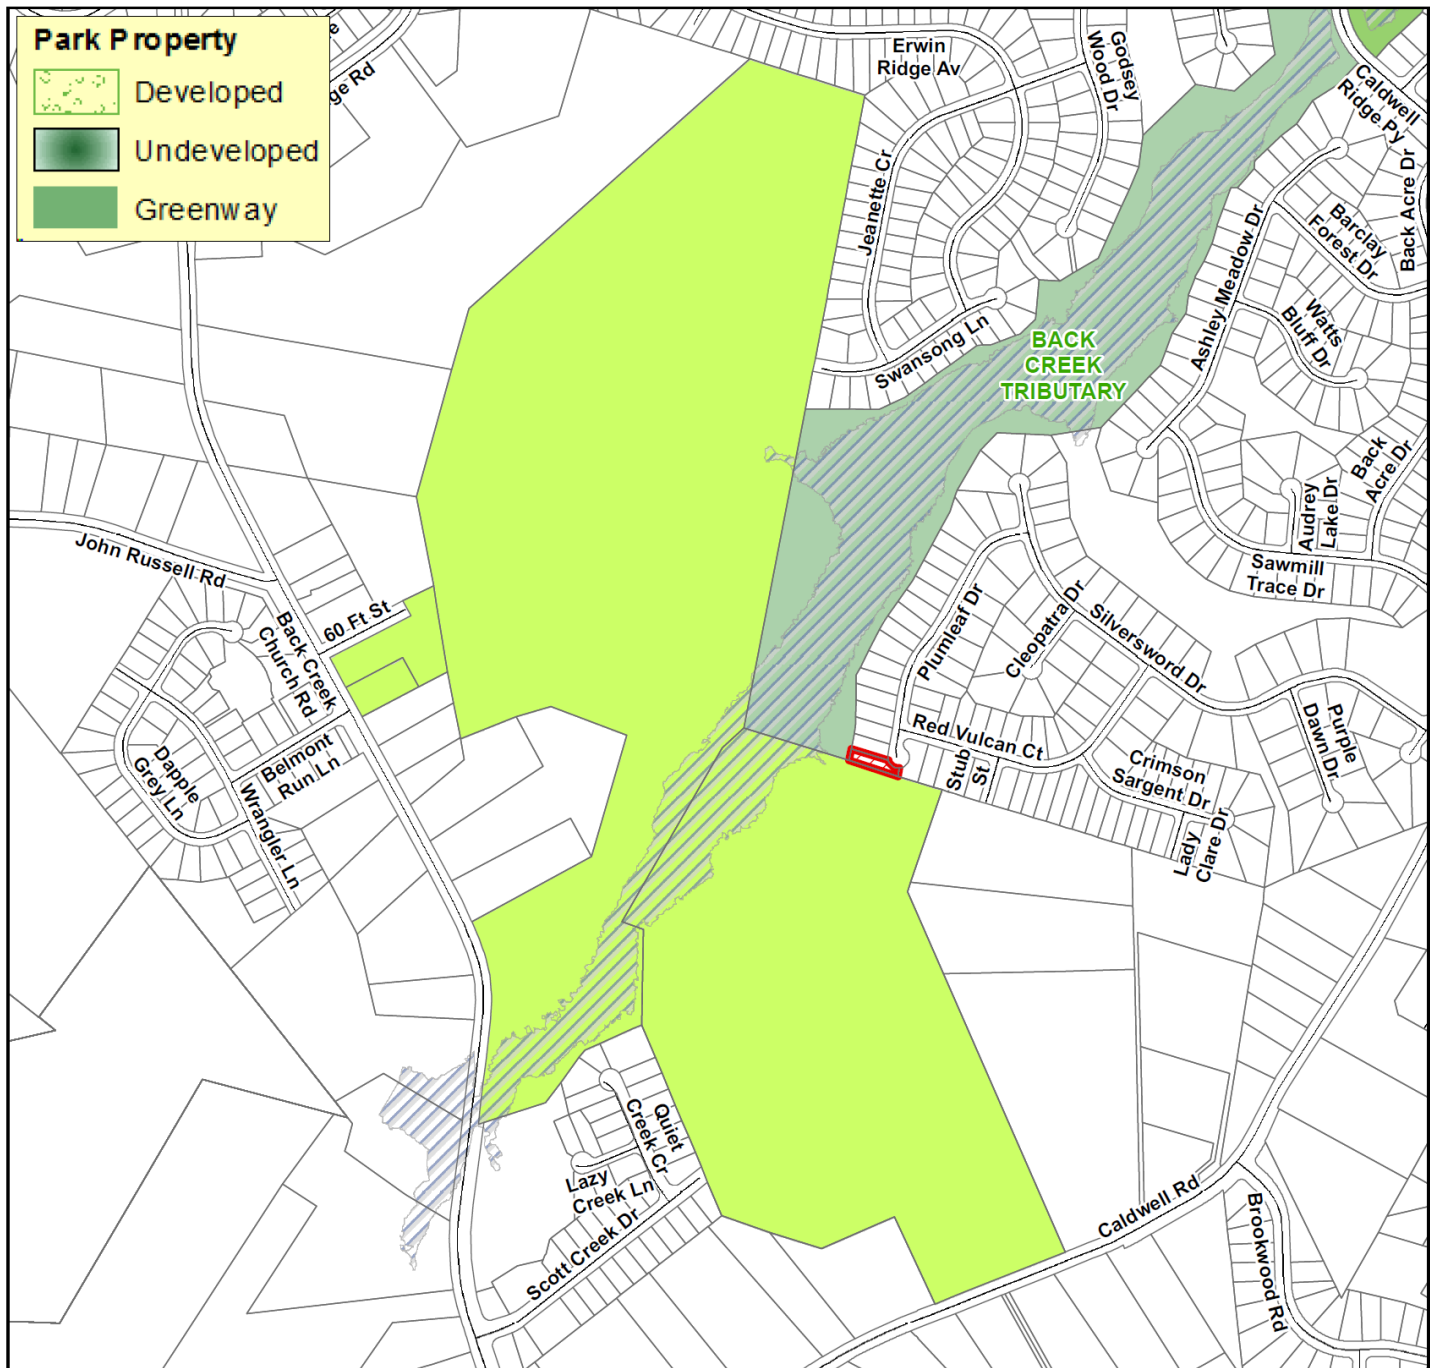 Park Property
Developed
Undeveloped
Greenway
ge Rd
Erwin
Ridge Av
Godsey
Wood Dr
Caldwell
Ridge Py
Back Acre Dr
Jeanette Cr
Barclay
Forest Dr
Ashley Meadow Dr
Watts
Bluff Dr
Swansong Ln
BACK
CREEK
TRIBUTARY
Back
Acre Dr
Audrey
Lake Dr
Sawmill
Trace Dr
John Russell Rd
60 Ft St
Back Creek
Church Rd
Plumleaf Dr
Cleopatra Dr
Silversword Dr
Red Vulcan Ct
Stub
St
Purple
Dawn Dr
Crimson
Sargent Dr
Lady
Clare Dr
Belmont
Run Ln
Dapple
Grey Ln
Wrangler Ln
Quiet
Creek Cr
Lazy
Creek Ln
Scott Creek Dr
Caldwell Rd
Brookwood Rd